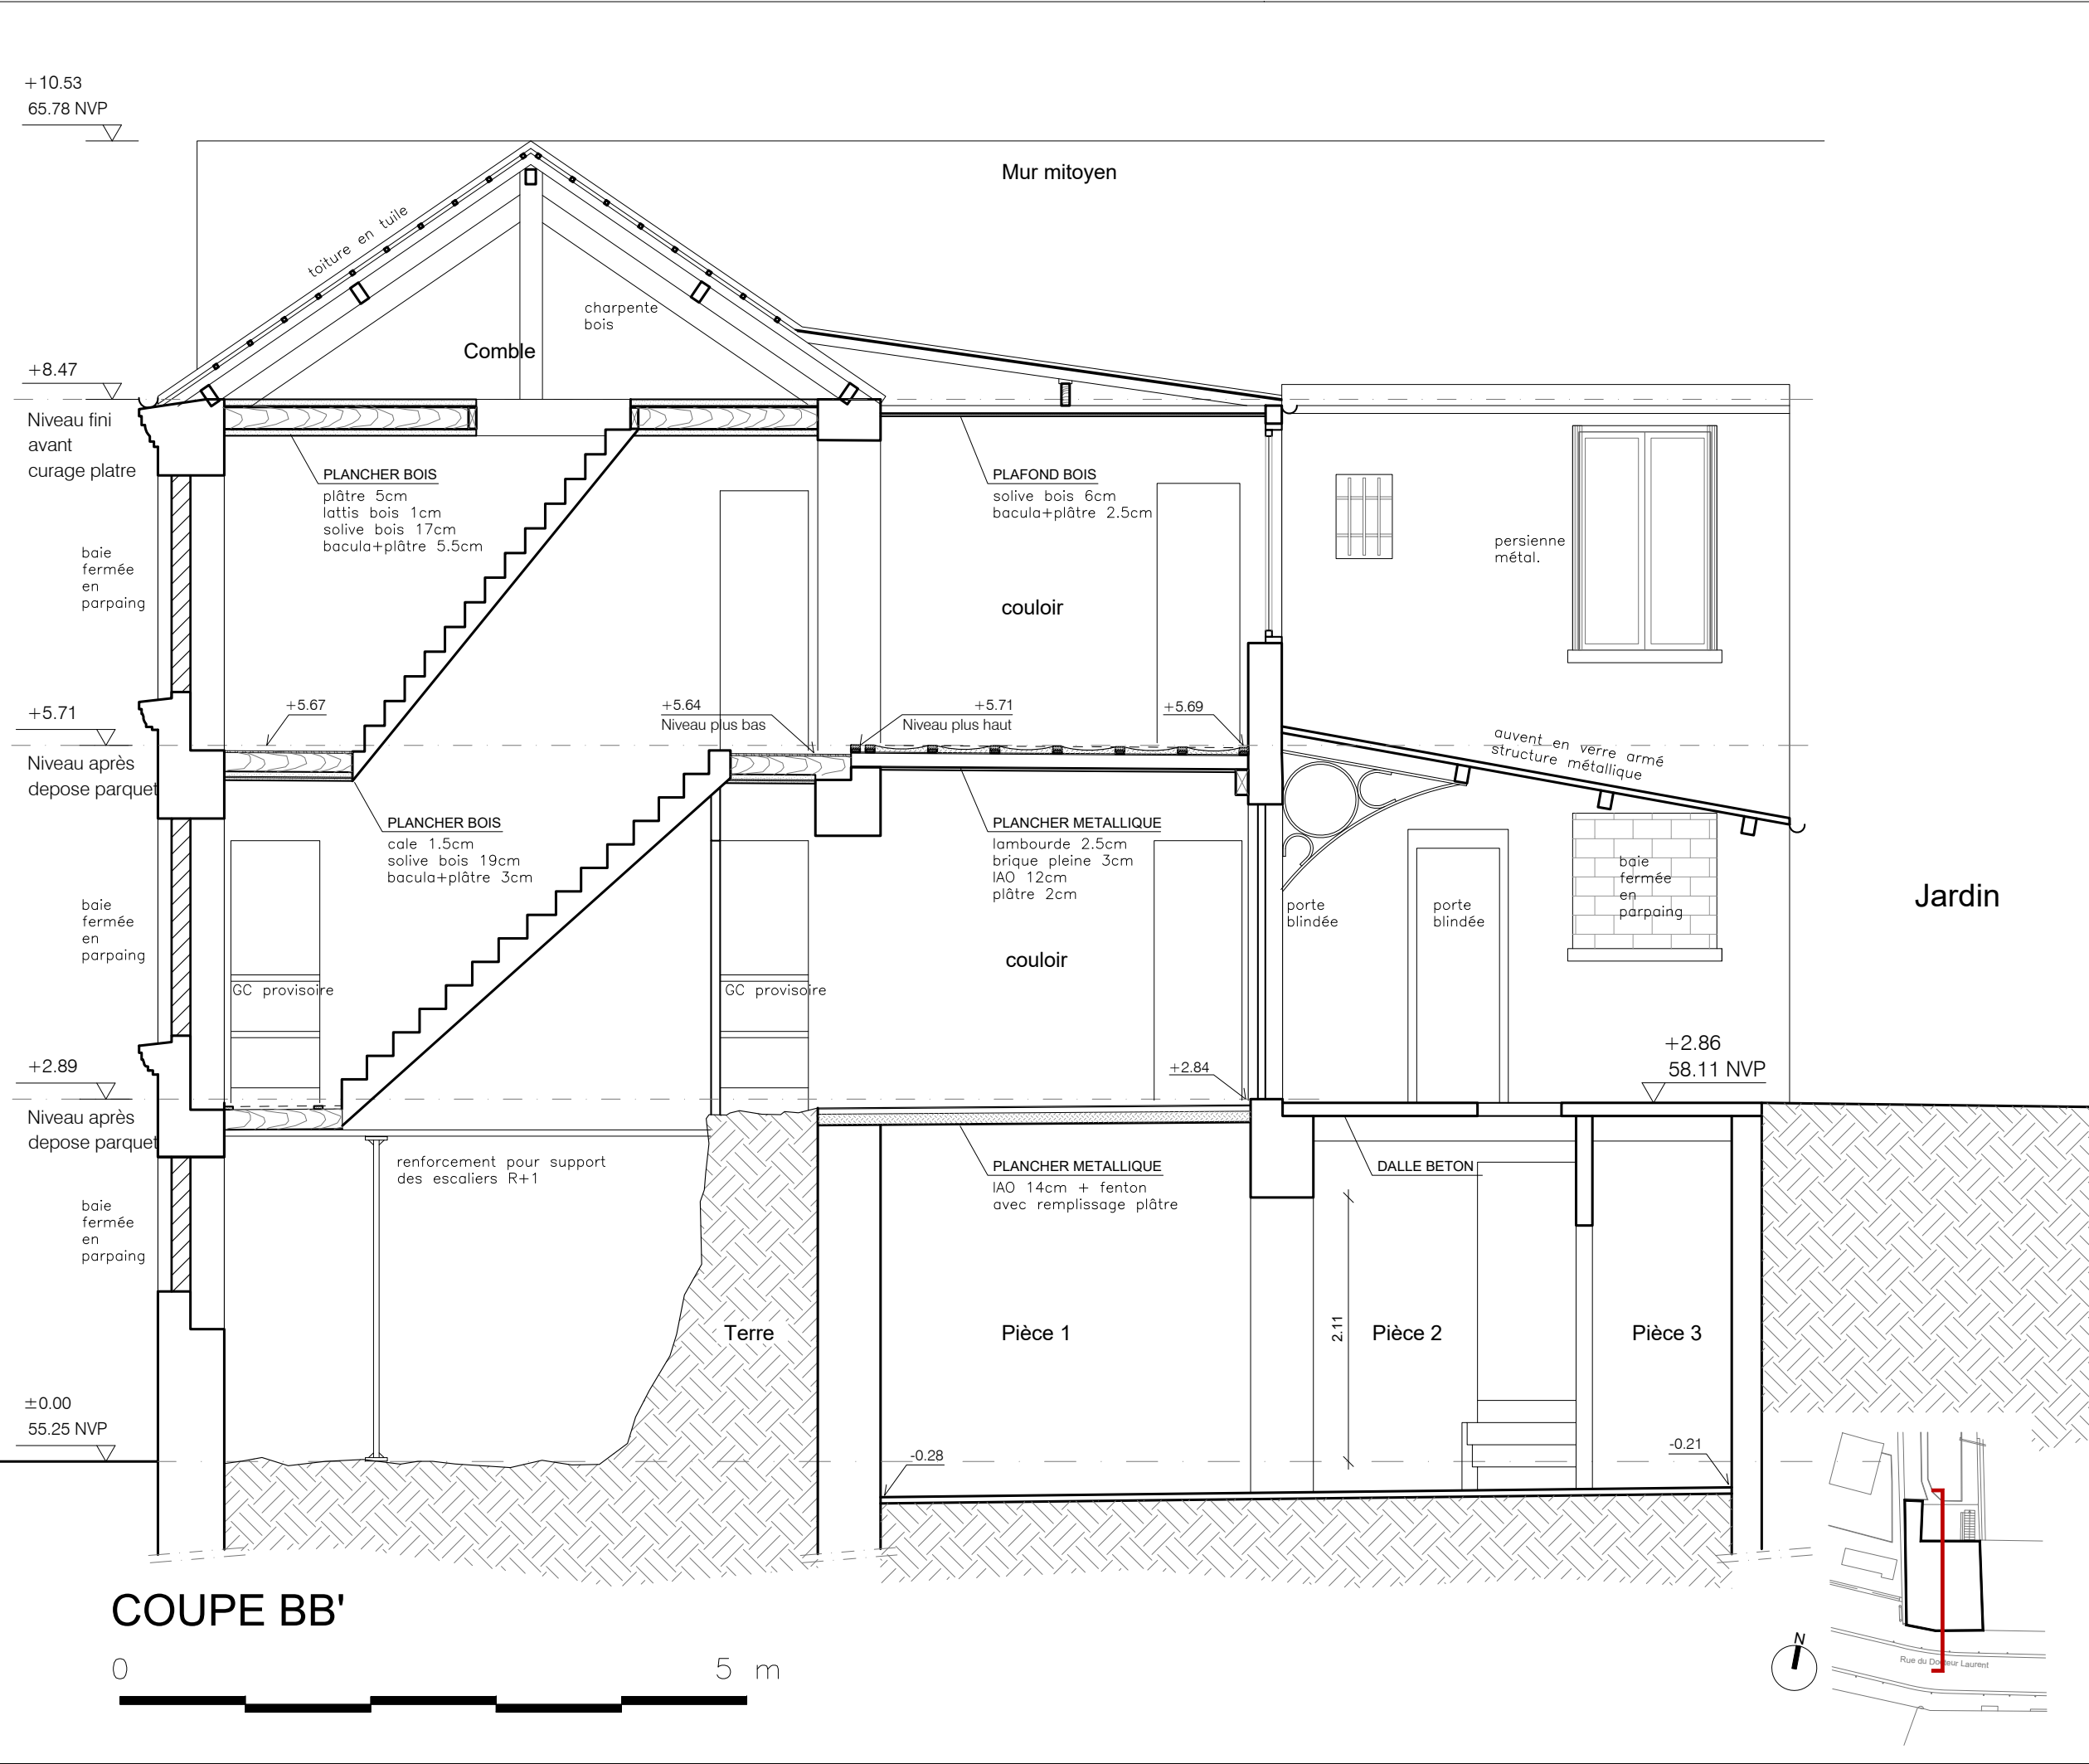 +10.53
65.78 NVP
Mur mitoyen
toiture en tuile
charpente
bois
Comble
+8.47
Niveau fini
avant
curage platre
PLANCHER BOIS
plâtre 5cm
lattis bois 1cm
solive bois 17cm
bacula+plâtre 5.5cm
PLAFOND BOIS
solive bois 6cm
bacula+plâtre 2.5cm
persienne
métal.
baie
fermée
en
parpaing
couloir
+5.71
Niveau après
depose parquet
+5.67
+5.64
Niveau plus bas
+5.71
Niveau plus haut
+5.69
auvent en verre armé
structure métallique
PLANCHER BOIS
cale 1.5cm
solive bois 19cm
bacula+plâtre 3cm
PLANCHER METALLIQUE
lambourde 2.5cm
brique pleine 3cm
IAO 12cm
plâtre 2cm
baie
fermée
en
parpaing
porte
blindée
porte
blindée
baie
fermée
en
parpaing
Jardin
GC provisoire
GC provisoire
couloir
+2.89
Niveau après
depose parquet
+2.84
+2.86
58.11 NVP
renforcement pour support
des escaliers R+1
PLANCHER METALLIQUE
IAO 14cm + fenton
avec remplissage plâtre
DALLE BETON
baie
fermée
en
parpaing
Terre
Pièce 1
2.11
Pièce 2
Pièce 3
±0.00
55.25 NVP
-0.28
-0.21
COUPE BB'
0
5 m
N
Rue du Docteur Laurent